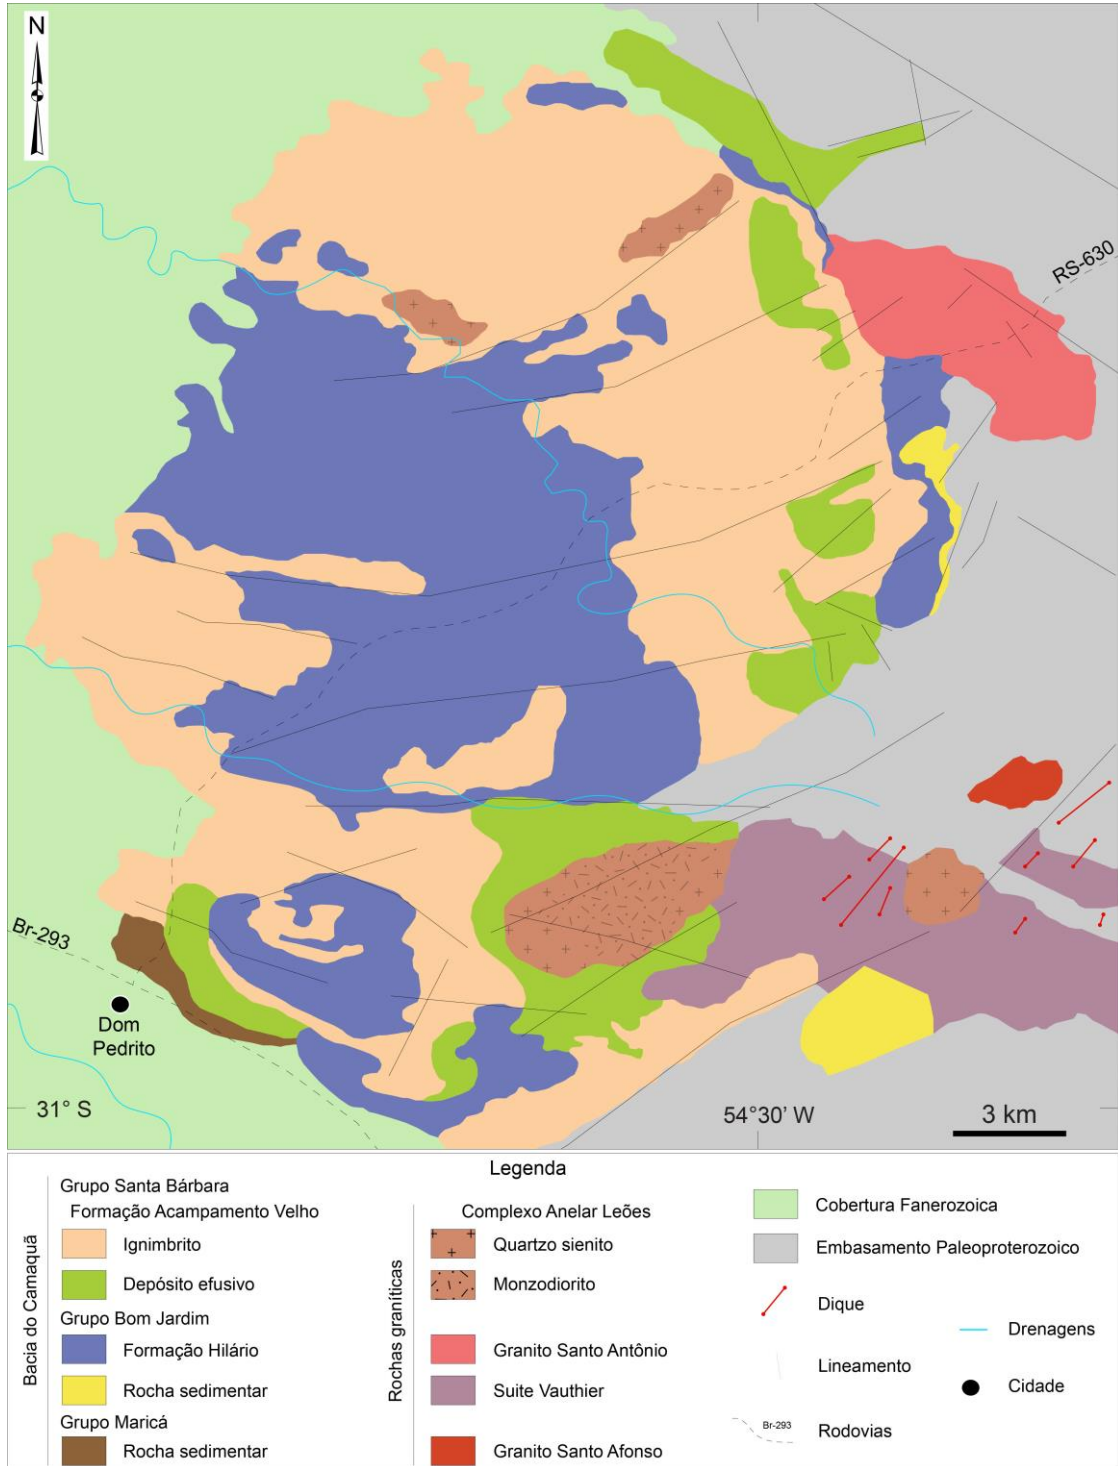 N
RS-630
Br-293
Dom
Pedrito
31° S
54°30' W
3 km
Legenda
Bacia do Camaquã
Grupo Santa Bárbara
Formação Acampamento Velho
Ignimbrito
Depósito efusivo
Grupo Bom Jardim
Formação Hilário
Rocha sedimentar
Grupo Maricá
Rocha sedimentar
Rochas graníticas
Complexo Anelar Leões
Quartzo sienito
Monzodiorito
Granito Santo Antônio
Suite Vauthier
Granito Santo Afonso
Cobertura Fanerozoica
Embasamento Paleoproterozoico
Dique
Lineamento
Br-293
Rodovias
Drenagens
Cidade